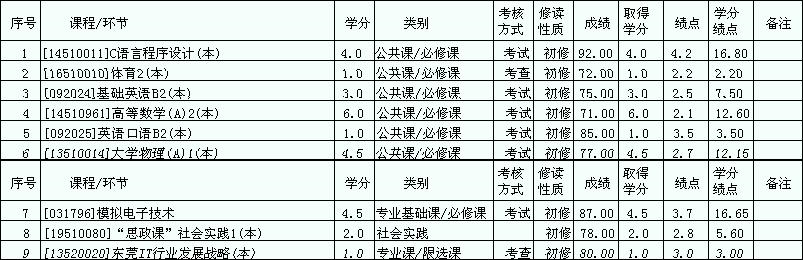 序号 课程/环节 学分 类别 考核方式 修读性质 成绩 取得学分 绩点 学分绩点 备注
1 [14510011]C语言程序设计(本) 4.0 公共课/必修课 考试 初修 92.00 4.0 4.2 16.80
2 [16510010]体育2(本) 1.0 公共课/必修课 考查 初修 72.00 1.0 2.2 2.20
3 [092024]基础英语B2(本) 3.0 公共课/必修课 考试 初修 75.00 3.0 2.5 7.50
4 [14510961]高等数学(A)2(本) 6.0 公共课/必修课 考试 初修 71.00 6.0 2.1 12.60
5 [092025]英语口语B2(本) 1.0 公共课/必修课 考试 初修 85.00 1.0 3.5 3.50
6 [13510014]大学物理(A)1(本) 4.5 公共课/必修课 考试 初修 77.00 4.5 2.7 12.15
序号 课程/环节 学分 类别 考核方式 修读性质 成绩 取得学分 绩点 学分绩点 备注
7 [031796]模拟电子技术 4.5 专业基础课/必修课 考试 初修 87.00 4.5 3.7 16.65
8 [19510080]“思政课”社会实践1(本) 2.0 社会实践 初修 78.00 2.0 2.8 5.60
9 [13520020]东莞IT行业发展战略(本) 1.0 专业课/限选课 考查 初修 80.00 1.0 3.0 3.00